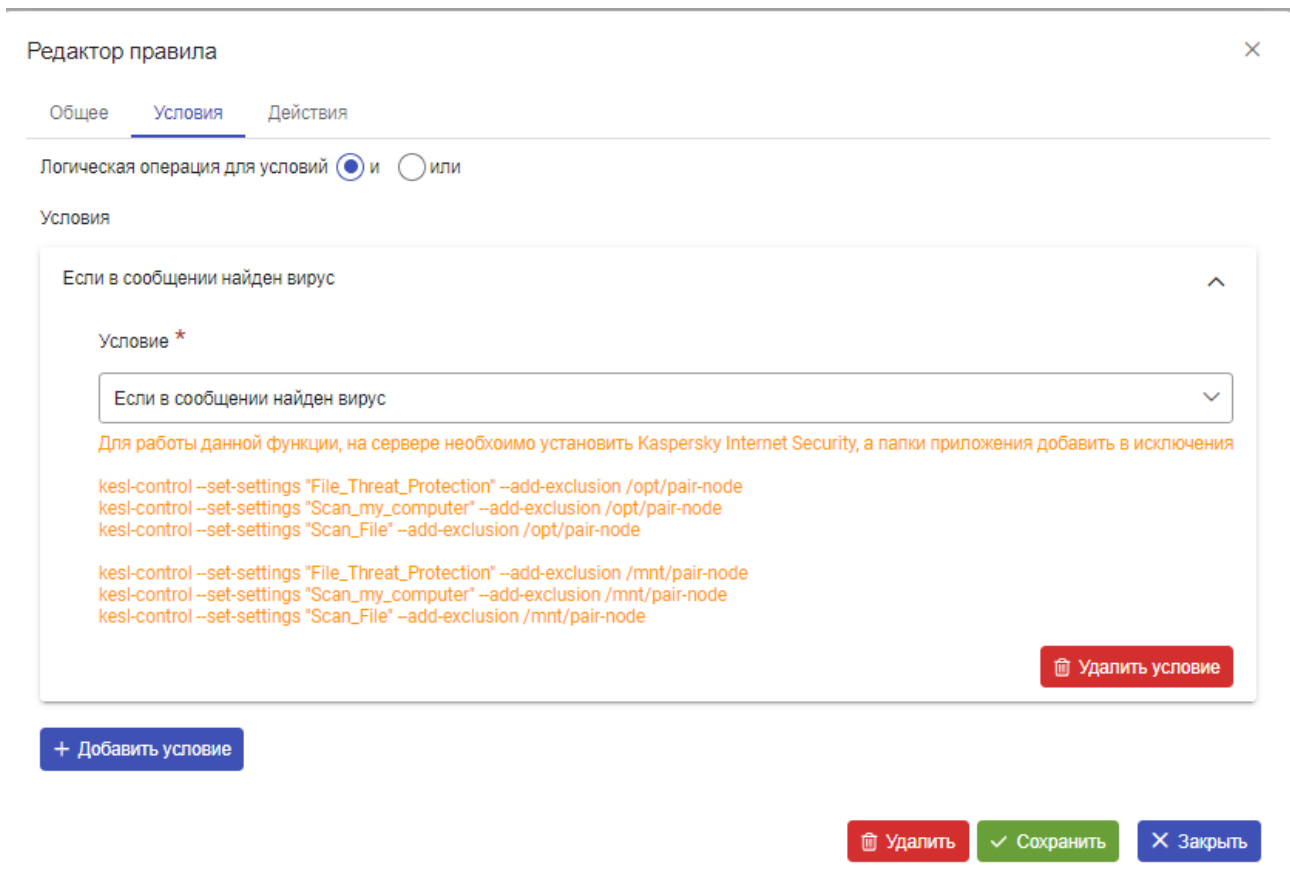 Редактор правила
Общее Условия Действия
Логическая операция для условий и или
Условия
Если в сообщении найден вирус
Условие *
Если в сообщении найден вирус
Для работы данной функции, на сервере необхоимо установить Kaspersky Internet Security, а папки приложения добавить в исключения
kesl-control --set-settings "File_Threat_Protection" --add-exclusion /opt/pair-node
kesl-control --set-settings "Scan_my_computer" --add-exclusion /opt/pair-node
kesl-control --set-settings "Scan_File" --add-exclusion /opt/pair-node
kesl-control --set-settings "File_Threat_Protection" --add-exclusion /mnt/pair-node
kesl-control --set-settings "Scan_my_computer" --add-exclusion /mnt/pair-node
kesl-control --set-settings "Scan_File" --add-exclusion /mnt/pair-node
Удалить условие
+ Добавить условие
Удалить Сохранить Закрыть